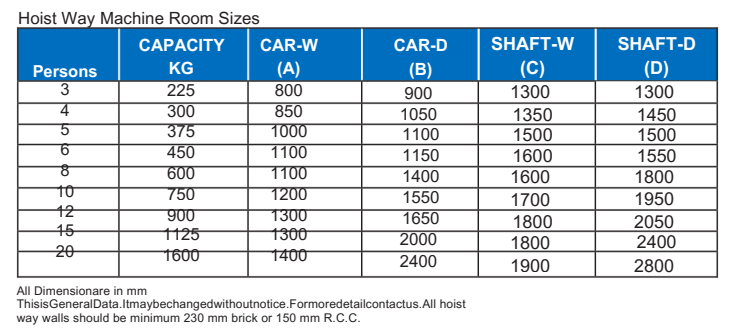 Hoist Way Machine Room Sizes
Persons CAPACITY KG CAR-W (A) CAR-D (B) SHAFT-W (C) SHAFT-D (D)
3 225 800 900 1300 1300
4 300 850 1050 1350 1450
5 375 1000 1100 1500 1500
6 450 1100 1150 1600 1550
8 600 1100 1400 1600 1800
10 750 1200 1550 1700 1950
12 900 1300 1650 1800 2050
15 1125 1300 2000 1800 2400
20 1600 1400 2400 1900 2800
All Dimensionare in mm
ThisisGeneralData.Itmaybechangedwithoutnotice.Formoredetailcontactus.All hoist
way walls should be minimum 230 mm brick or 150 mm R.C.C.